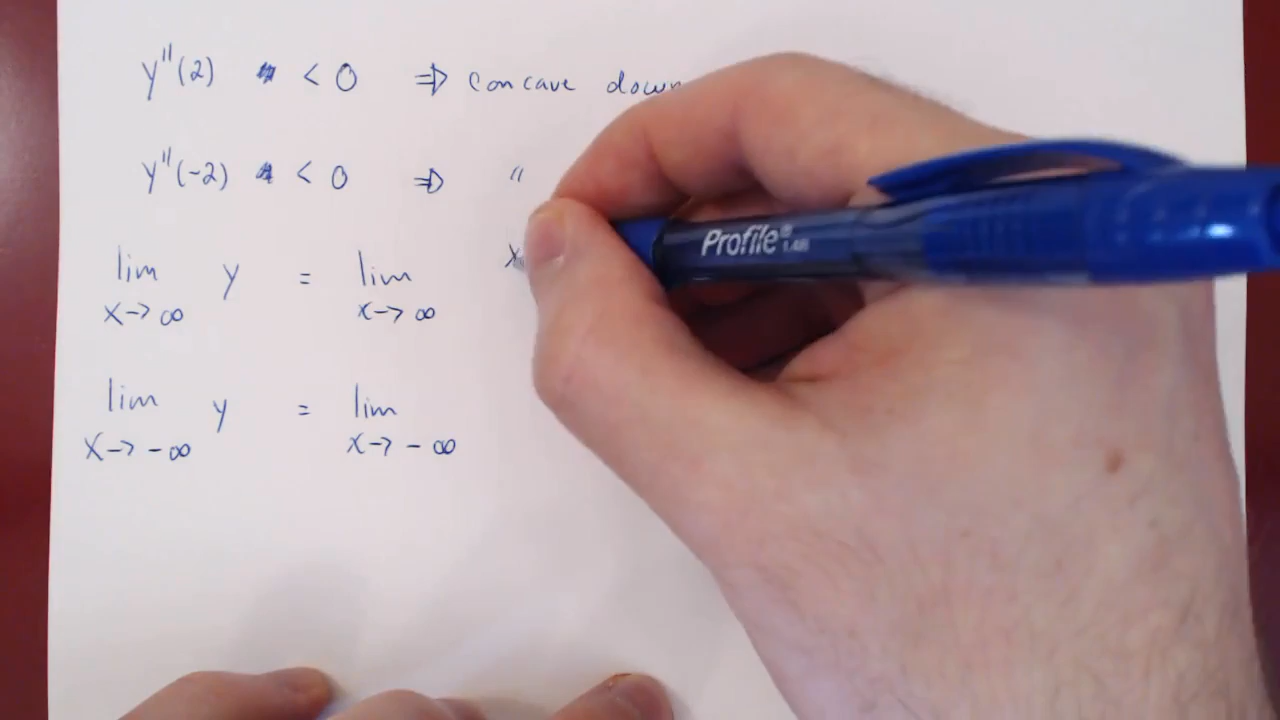 y"(2) < 0 ⇒ concave down
y"(-2) < 0 ⇒ "
lim y = lim x
x→∞ x→∞
lim y = lim
x→-∞ x→-∞
Profile®